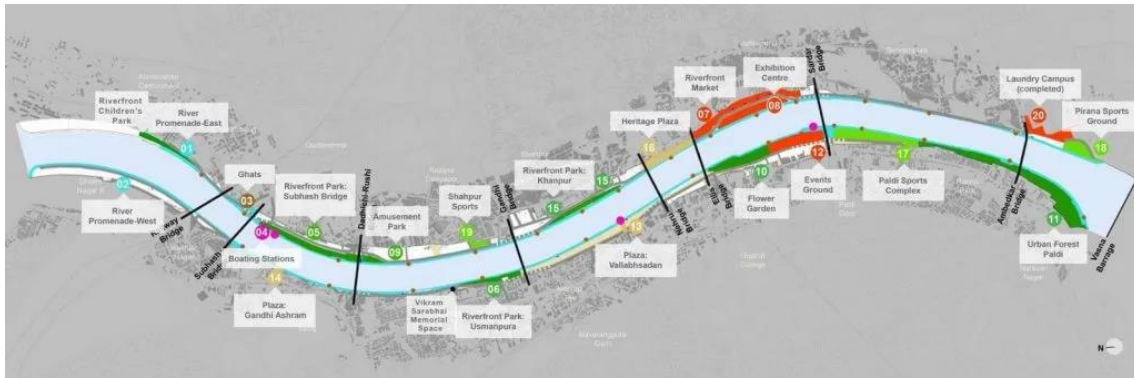 Riverfront
Children's
Park
River
Promenade-East
01
02
River
Promenade-West
Railway
Bridge
Ghats
03
Subhash
Bridge
04
Boating Stations
Riverfront Park:
Subhash Bridge
05
14
Plaza:
Gandhi Ashram
Dadhichi-Rushi
Amusement
Park
09
Shahpur
Sports
19
Vikram
Sarabhai
Memorial
Space
06
Riverfront Park:
Usmanpura
Gandhi
Bridge
Riverfront Park:
Khanpur
15
15
Heritage Plaza
16
13
Plaza:
Vallabhsadan
Nehru
Bridge
Ellis
Bridge
Riverfront
Market
07
Exhibition
Centre
08
10
Flower
Garden
12
Events
Ground
Sardar
Bridge
17
Paldi Sports
Complex
Laundry Campus
(completed)
20
Pirana Sports
Ground
18
Ambedkar
Bridge
11
Urban Forest
Paldi
Vasna
Barrage
N